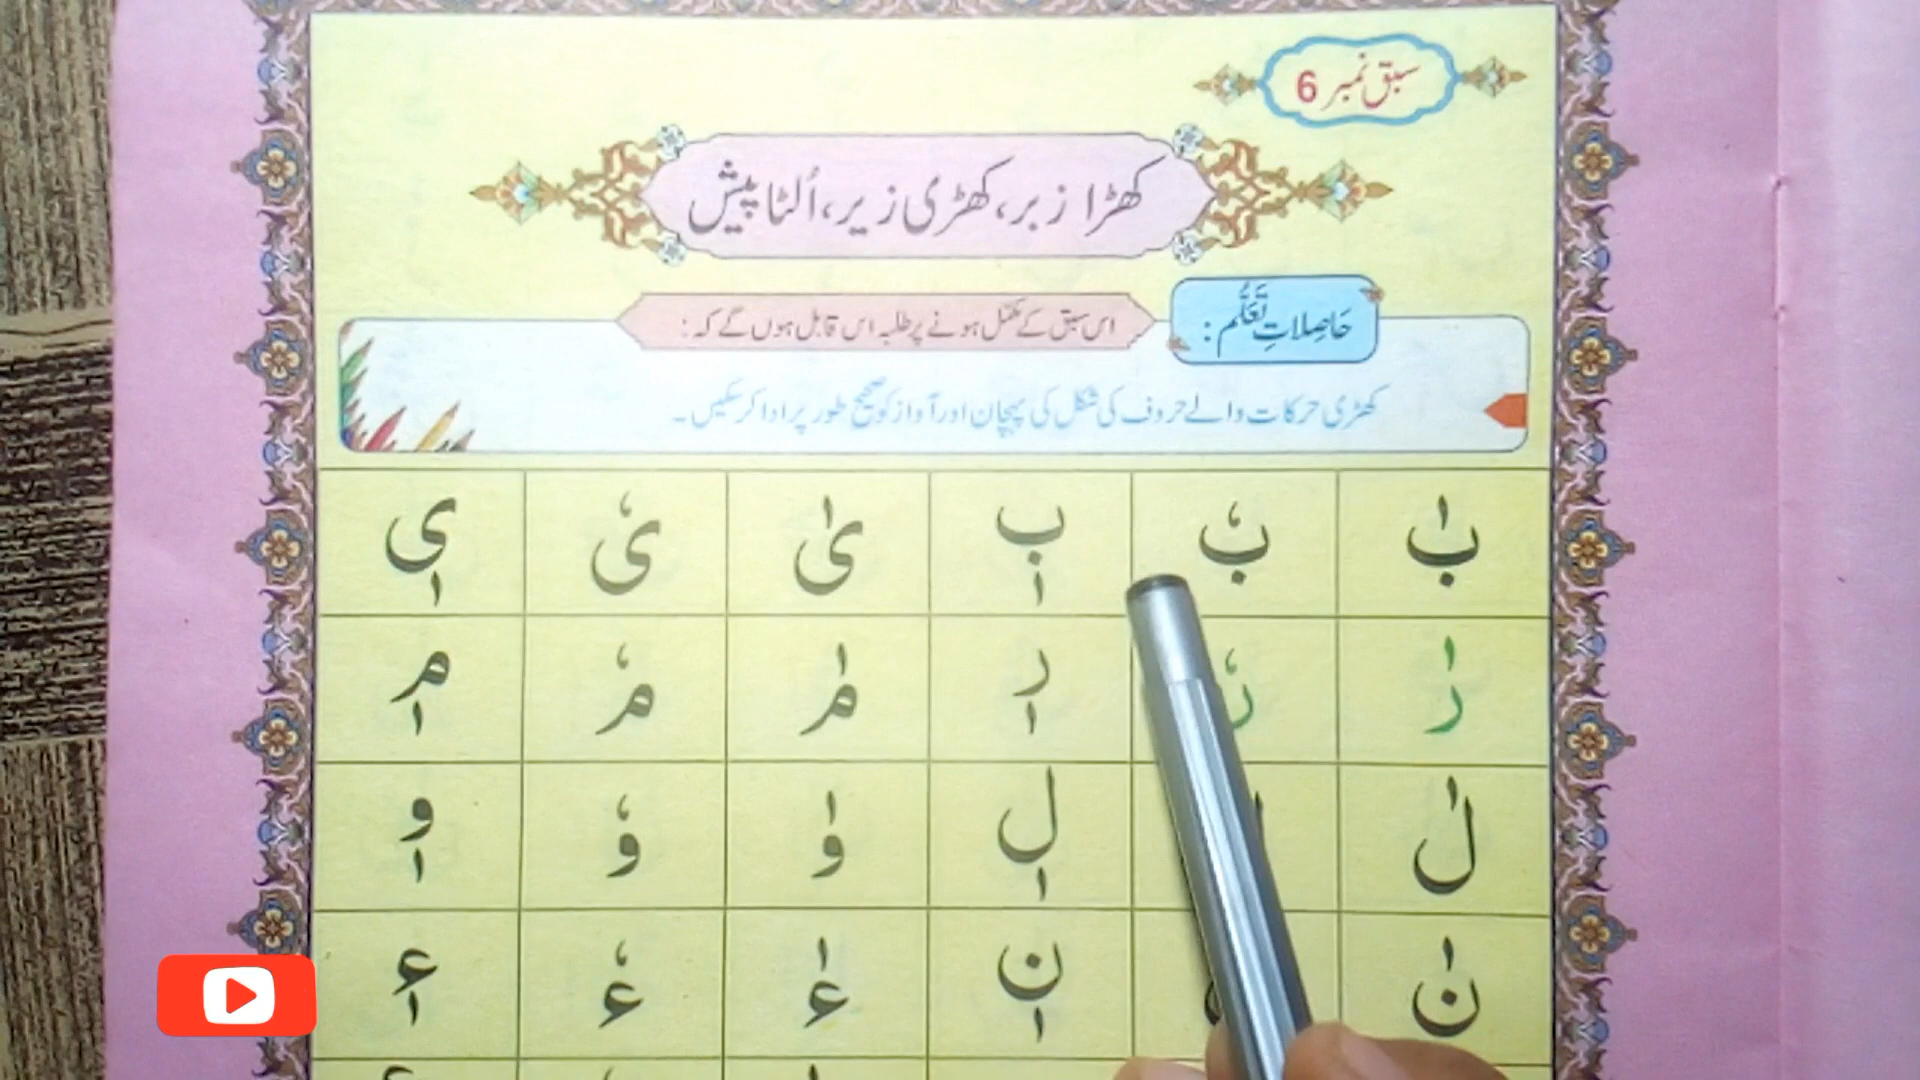 سبق نمبر 6
کھڑا زبر، کھڑی زیر، اُلٹا پیش
حَاصِلاتِ تَعَلُّم :
اس سبق کے مکمّل ہونے پر طلبہ اس قابل ہوں گے کہ :
کھڑی حرکات والے حروف کی شکل کی پہچان اور آواز کو صحیح طور پر ادا کر سکیں۔
بٰ بٗ بٖ یٰ یٗ یٖ
رٰ رٗ رٖ مٰ مٗ مٖ
لٰ لٖ وٰ وٗ وٖ
نٰ نٖ ءٰ ءٗ ءٖ